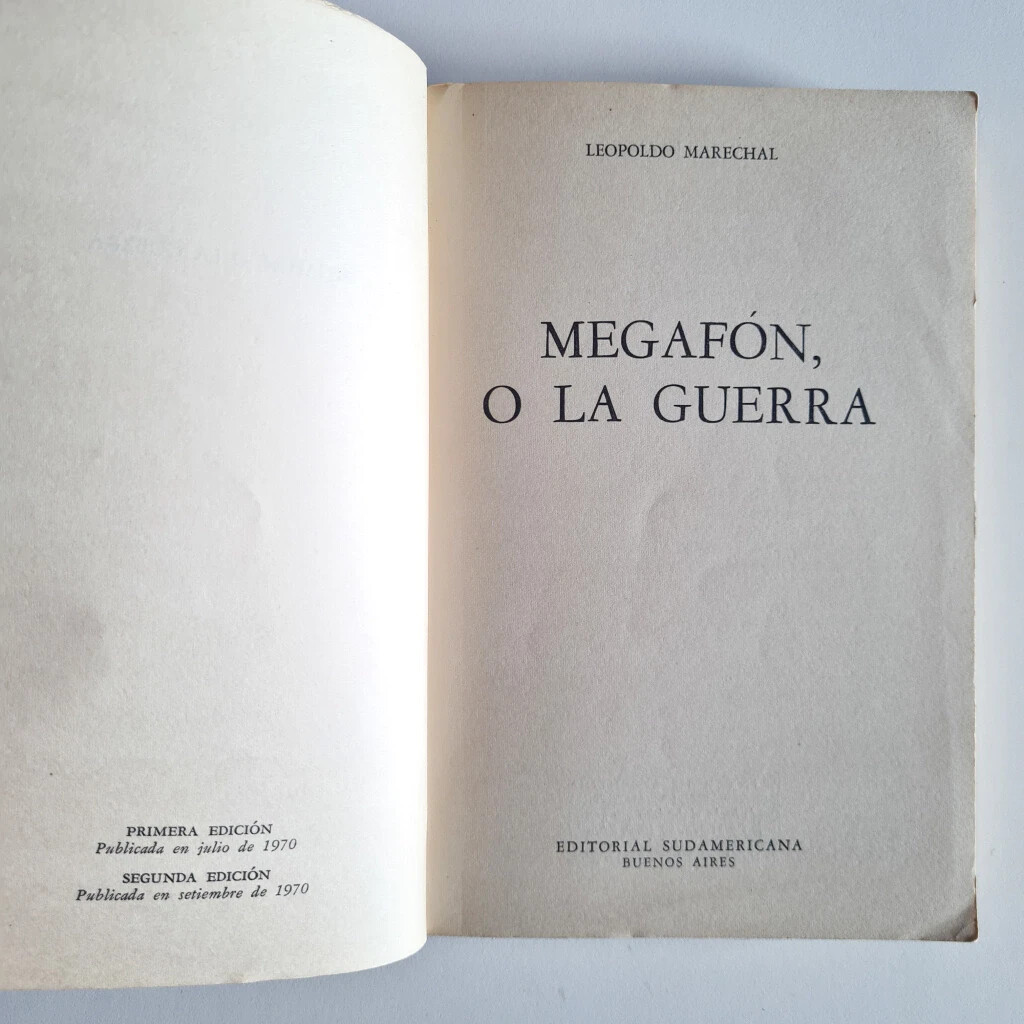 PRIMERA EDICIÓN
Publicada en julio de 1970
SEGUNDA EDICIÓN
Publicada en setiembre de 1970
LEOPOLDO MARECHAL
MEGAFÓN,
O LA GUERRA
EDITORIAL SUDAMERICANA
BUENOS AIRES